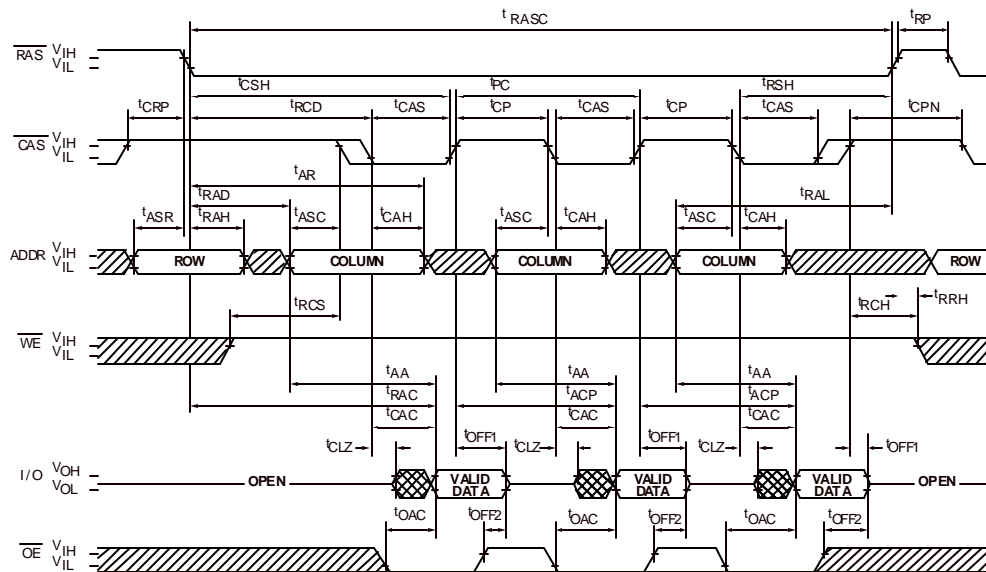 t RASC
tRP
RAS VIH
VIL
tCSH
tPC
tRSH
tCRP
tRCD
tCAS
tCP
tCAS
tCP
tCAS
tCPN
CAS VIH
VIL
tAR
tRAD
tRAL
tASR
tRAH
tASC
tCAH
tASC
tCAH
tASC
tCAH
ADDR VIH
VIL
ROW
COLUMN
COLUMN
COLUMN
ROW
tRCS
tRCH
tRRH
WE VIH
VIL
tAA
tAA
tAA
tRAC
tACP
tACP
tCAC
tCAC
tCAC
tCLZ
tOFF1
tCLZ
tOFF1
tCLZ
tOFF1
I/O VOH
VOL
OPEN
VALID
DATA
VALID
DATA
VALID
DATA
OPEN
tOAC
tOFF2
tOAC
tOFF2
tOAC
tOFF2
OE VIH
VIL